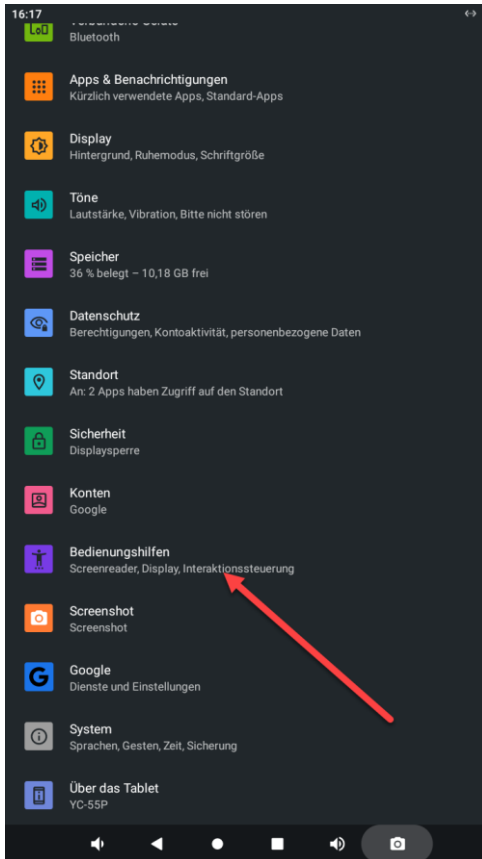 16:17
Bluetooth
Apps & Benachrichtigungen
Kürzlich verwendete Apps, Standard-Apps
Display
Hintergrund, Ruhemodus, Schriftgröße
Töne
Lautstärke, Vibration, Bitte nicht stören
Speicher
36 % belegt – 10,18 GB frei
Datenschutz
Berechtigungen, Kontoaktivität, personenbezogene Daten
Standort
An: 2 Apps haben Zugriff auf den Standort
Sicherheit
Displaysperre
Konten
Google
Bedienungshilfen
Screenreader, Display, Interaktionssteuerung
Screenshot
Screenshot
Google
Dienste und Einstellungen
System
Sprachen, Gesten, Zeit, Sicherung
Über das Tablet
YC-55P